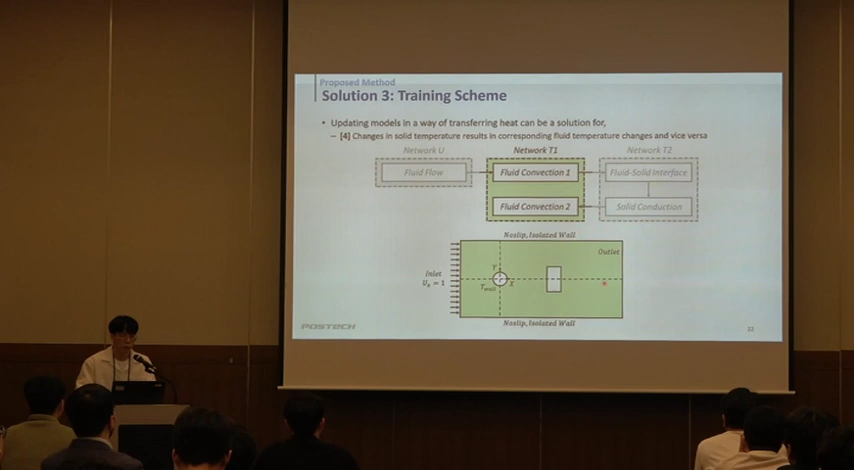 Proposed Method
Solution 3: Training Scheme
• Updating models in a way of transferring heat can be a solution for,
– [4] Changes in solid temperature results in corresponding fluid temperature changes and vice versa
Network U Network T1 Network T2
Fluid Flow Fluid Convection 1 Fluid-Solid Interface
Fluid Convection 2 Solid Conduction
Noslip, Isolated Wall
Outlet
Inlet
Uₓ = 1
Y
X
T_wall
Noslip, Isolated Wall
POSTECH